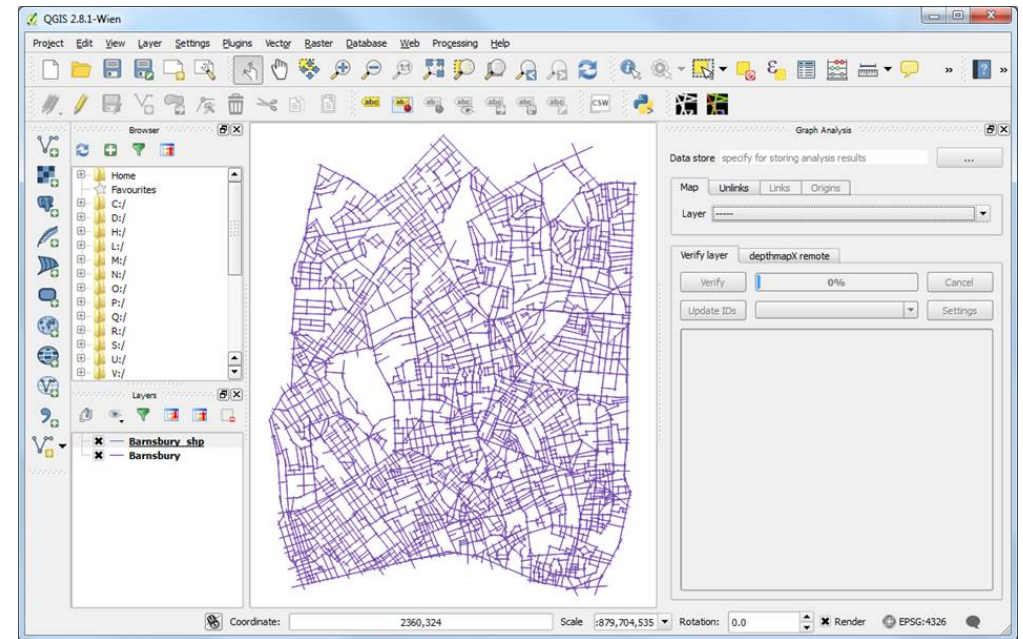 QGIS 2.8.1-Wien
Project Edit View Layer Settings Plugins Vector Raster Database Web Processing Help
abc
CSW
Browser
Home
Favourites
C:/
D:/
H:/
L:/
M:/
N:/
O:/
P:/
Q:/
R:/
S:/
U:/
V:/
Layers
Barnsbury_shp
Barnsbury
Graph Analysis
Data store specify for storing analysis results ...
Map Unlinks Links Origins
Layer -----
Verify layer depthmapX remote
Verify 0% Cancel
Update IDs Settings
Coordinate: 2360,324 Scale :879,704,535 Rotation: 0.0 Render EPSG:4326